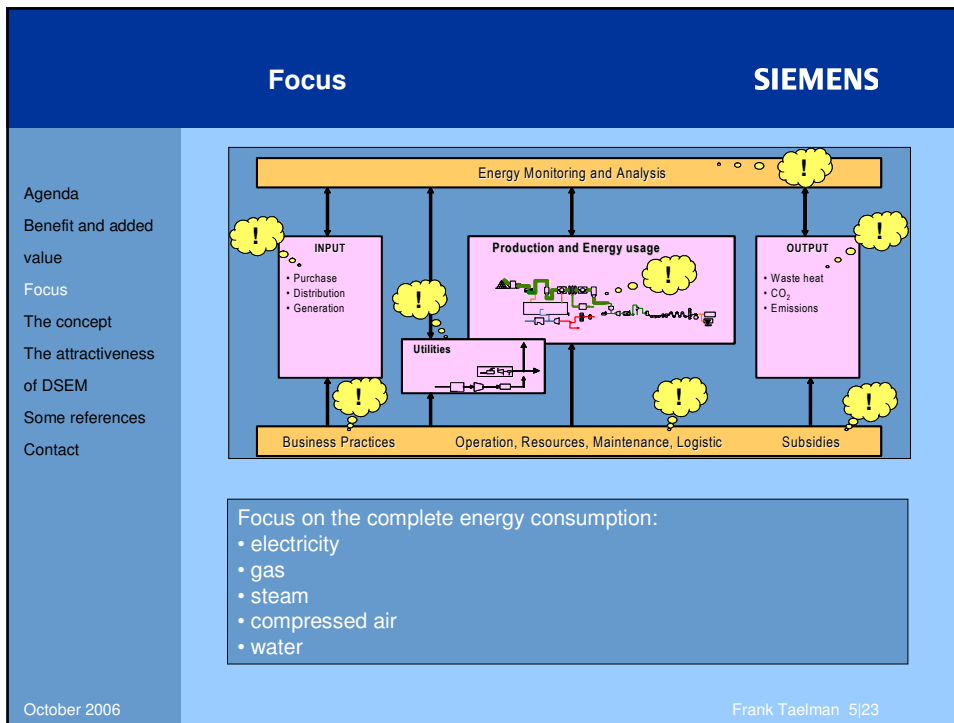 Focus
SIEMENS
Agenda
Benefit and added
value
Focus
The concept
The attractiveness
of DSEM
Some references
Contact
Energy Monitoring and Analysis
!
!
INPUT
• Purchase
• Distribution
• Generation
Production and Energy usage
!
!
Utilities
OUTPUT
• Waste heat
• CO₂
• Emissions
!
!
!
!
Business Practices
Operation, Resources, Maintenance, Logistic
Subsidies
Focus on the complete energy consumption:
• electricity
• gas
• steam
• compressed air
• water
October 2006
Frank Taelman 5|23